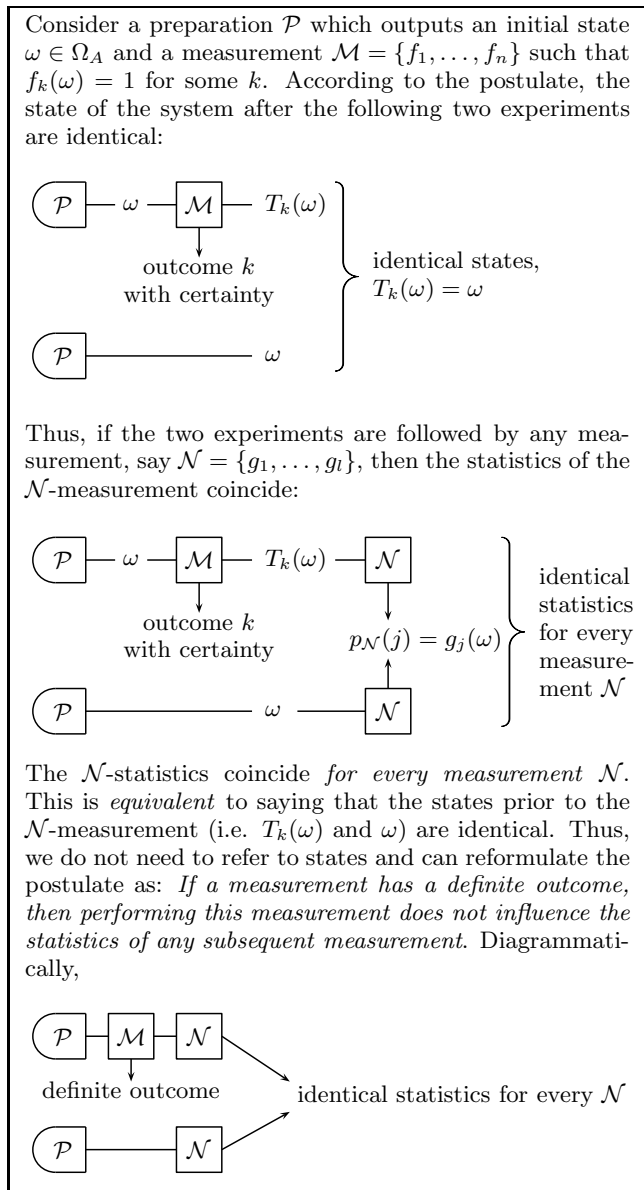 Consider a preparation 𝒫 which outputs an initial state
ω ∈ Ω_A and a measurement ℳ = {f_1, . . . , f_n} such that
f_k(ω) = 1 for some k. According to the postulate, the
state of the system after the following two experiments
are identical:
𝒫 ω ℳ T_k(ω)
outcome k
with certainty
identical states,
T_k(ω) = ω
𝒫 ω
Thus, if the two experiments are followed by any mea-
surement, say 𝒩 = {g_1, . . . , g_l}, then the statistics of the
𝒩-measurement coincide:
𝒫 ω ℳ T_k(ω) 𝒩
outcome k
with certainty
p_𝒩(j) = g_j(ω)
𝒫 ω 𝒩
identical
statistics
for every
measure-
ment 𝒩
The 𝒩-statistics coincide for every measurement 𝒩.
This is equivalent to saying that the states prior to the
𝒩-measurement (i.e. T_k(ω) and ω) are identical. Thus,
we do not need to refer to states and can reformulate the
postulate as: If a measurement has a definite outcome,
then performing this measurement does not influence the
statistics of any subsequent measurement. Diagrammati-
cally,
𝒫 ℳ 𝒩
definite outcome
identical statistics for every 𝒩
𝒫 𝒩